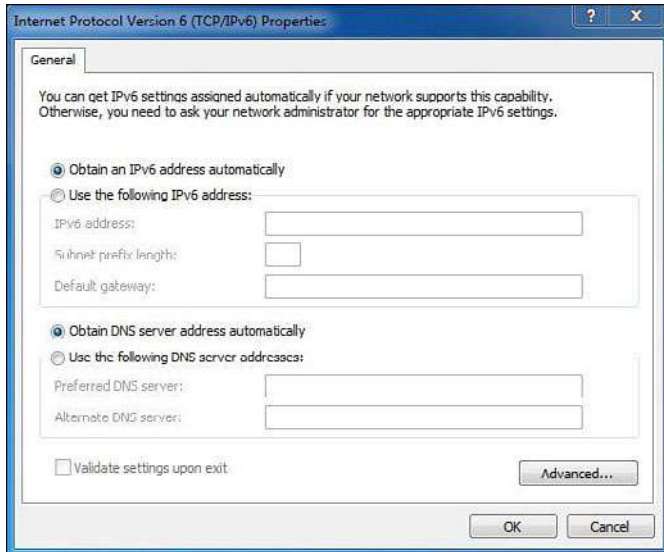 Internet Protocol Version 6 (TCP/IPv6) Properties
General
You can get IPv6 settings assigned automatically if your network supports this capability.
Otherwise, you need to ask your network administrator for the appropriate IPv6 settings.
Obtain an IPv6 address automatically
Use the following IPv6 address:
IPv6 address:
Subnet prefix length:
Default gateway:
Obtain DNS server address automatically
Use the following DNS server addresses:
Preferred DNS server:
Alternate DNS server:
Validate settings upon exit
Advanced...
OK Cancel